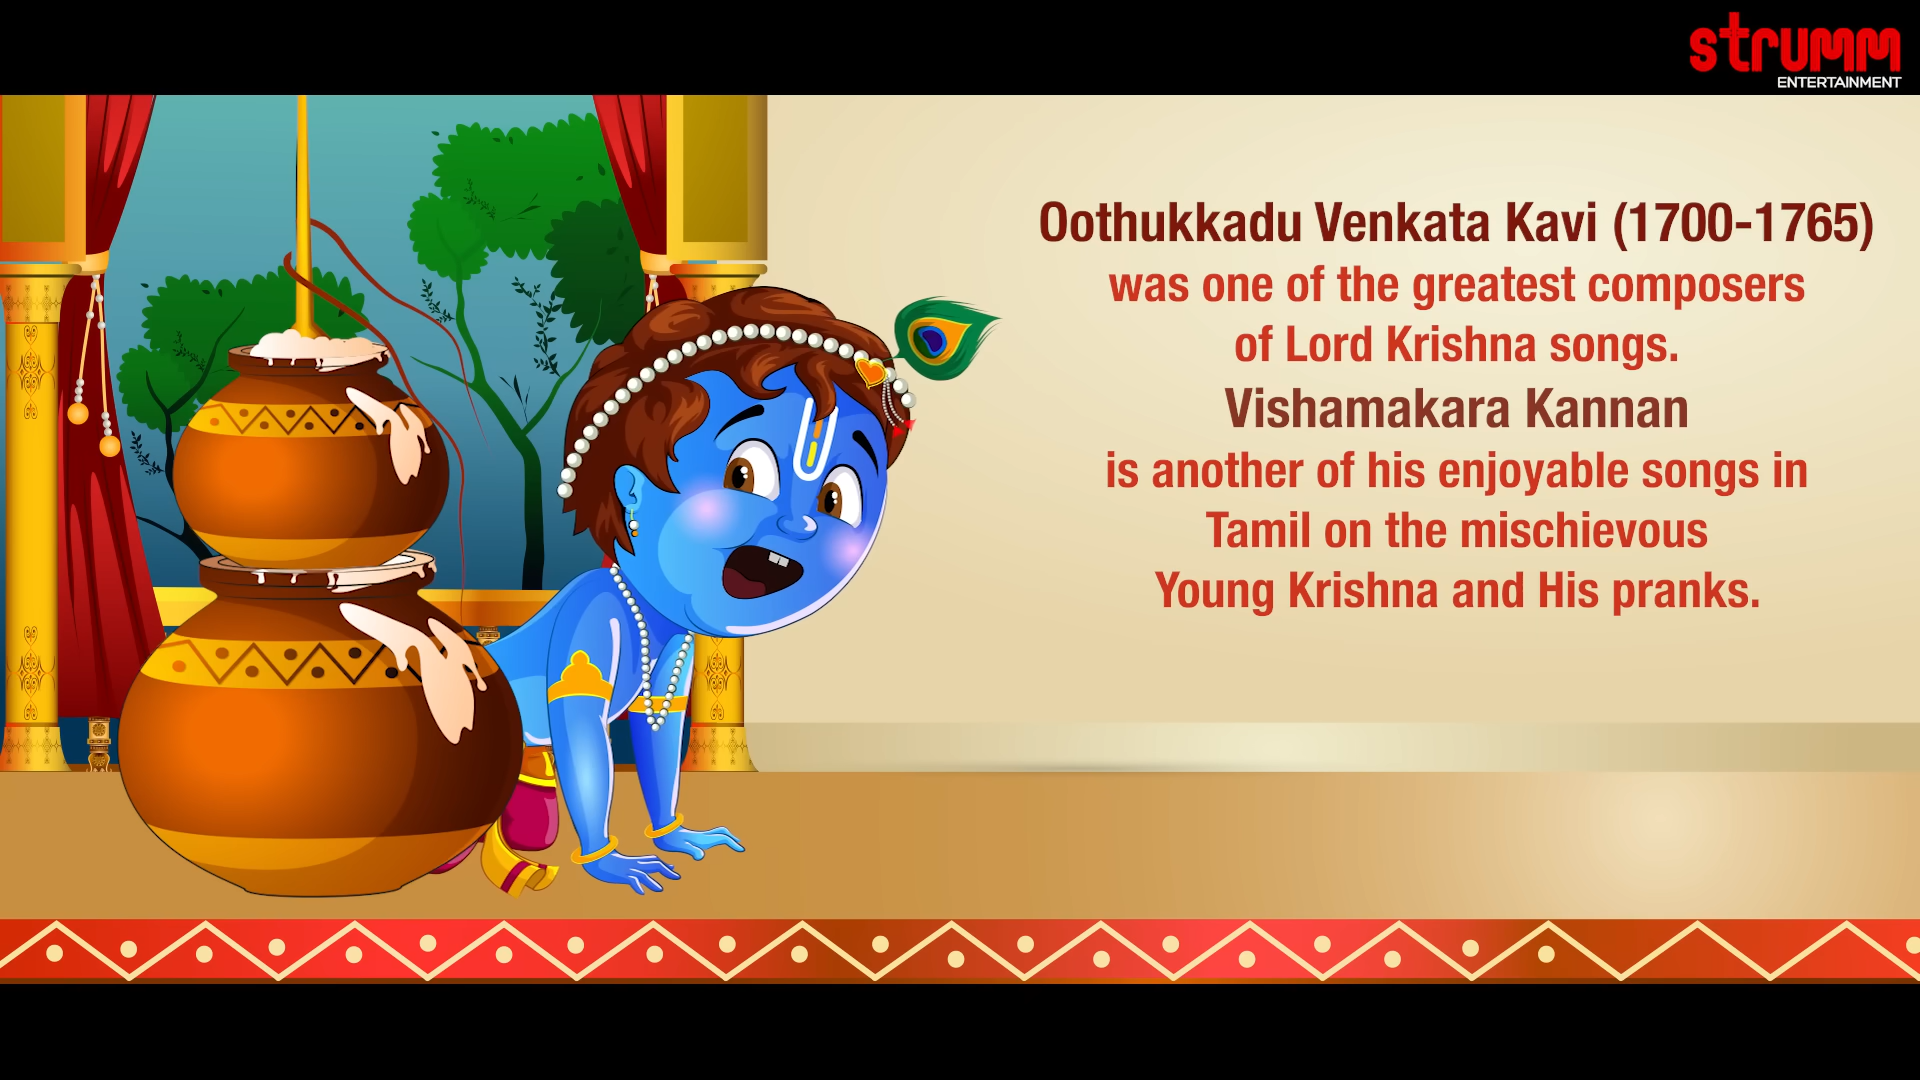 strumm
ENTERTAINMENT
Oothukkadu Venkata Kavi (1700-1765)
was one of the greatest composers
of Lord Krishna songs.
Vishamakara Kannan
is another of his enjoyable songs in
Tamil on the mischievous
Young Krishna and His pranks.